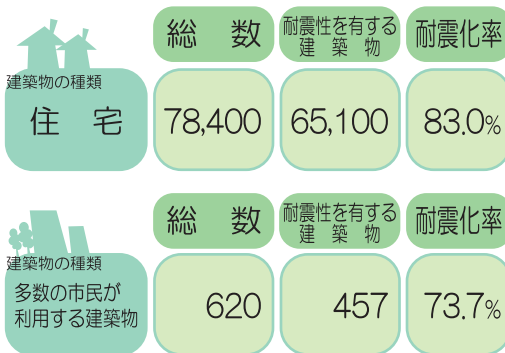 総 数
耐震性を有する
建 築 物
耐震化率
建築物の種類
住 宅
78,400
65,100
83.0%
総 数
耐震性を有する
建 築 物
耐震化率
建築物の種類
多数の市民が
利用する建築物
620
457
73.7%